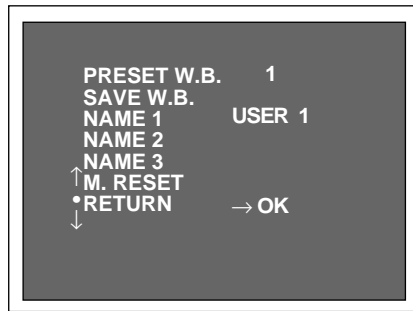 PRESET W.B. 1
SAVE W.B.
NAME 1 USER 1
NAME 2
NAME 3
↑M. RESET
•RETURN → OK
↓